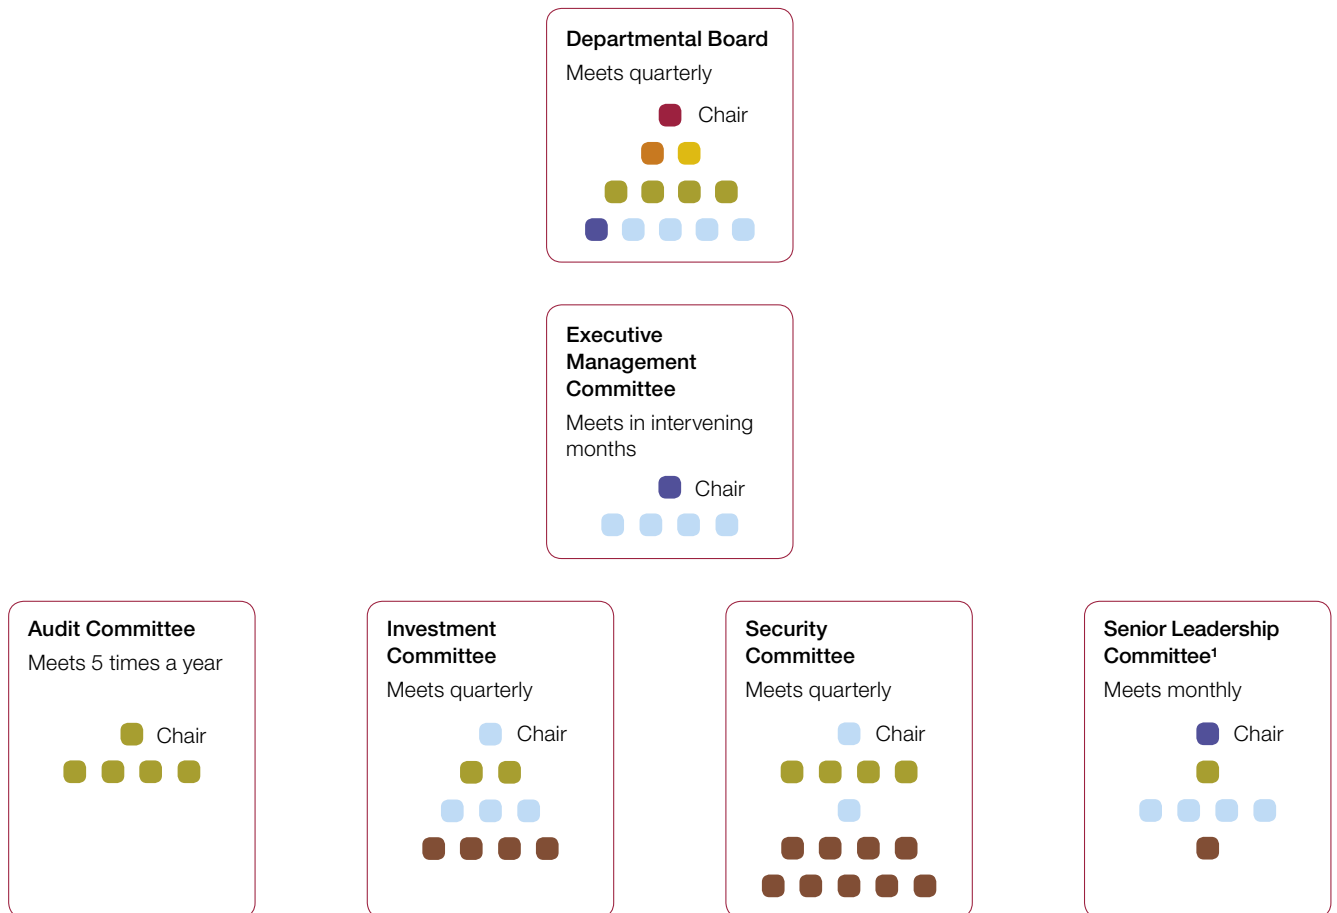 Departmental Board
Meets quarterly
Chair
Executive
Management
Committee
Meets in intervening
months
Chair
Audit Committee
Meets 5 times a year
Chair
Investment
Committee
Meets quarterly
Chair
Security
Committee
Meets quarterly
Chair
Senior Leadership
Committee¹
Meets monthly
Chair